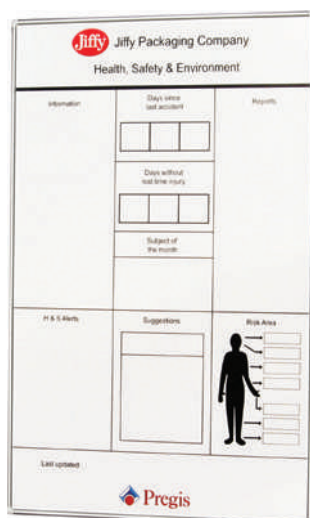 Jiffy Jiffy Packaging Company
Health, Safety & Environment
Information
Days since
last accident
Reports
Days without
lost time injury
Subject of
the month
H & S Alerts
Suggestions
Risk Area
Last updated
Pregis